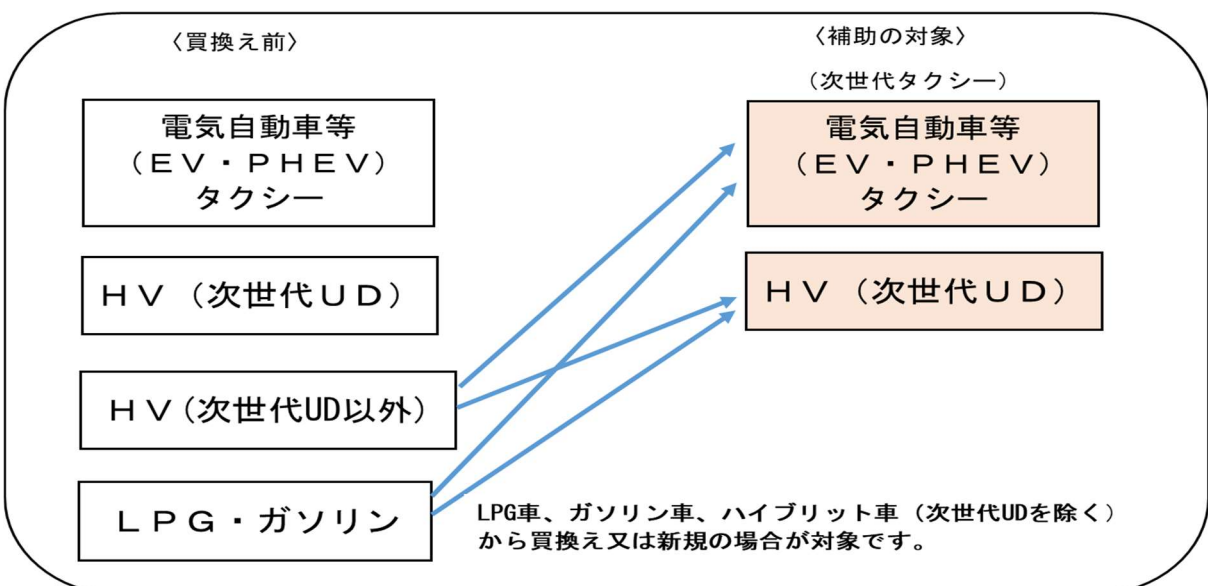 〈買換え前〉
〈補助の対象〉
（次世代タクシー）
電気自動車等
（ＥＶ・ＰＨＥＶ）
タクシー
電気自動車等
（ＥＶ・ＰＨＥＶ）
タクシー
ＨＶ（次世代ＵＤ）
ＨＶ（次世代ＵＤ）
ＨＶ(次世代UD以外)
ＬＰＧ・ガソリン
LPG車、ガソリン車、ハイブリット車（次世代UDを除く）
から買換え又は新規の場合が対象です。